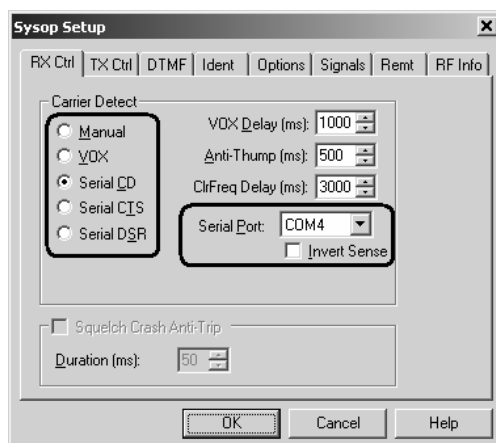 Sysop Setup
RX Ctrl TX Ctrl DTMF Ident Options Signals Remt RF Info
Carrier Detect
Manual
VOX
Serial CD
Serial CTS
Serial DSR
VOX Delay (ms): 1000
Anti-Thump (ms): 500
ClrFreq Delay (ms): 3000
Serial Port: COM4
Invert Sense
Squelch Crash Anti-Trip
Duration (ms): 50
OK Cancel Help